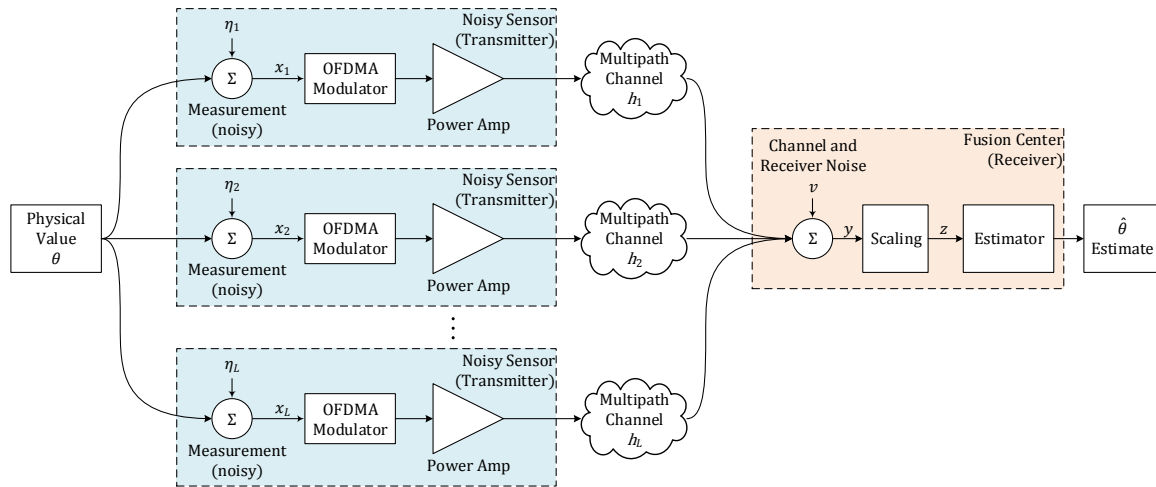 Physical
Value
θ
η1
Σ
Measurement
(noisy)
x1
OFDMA
Modulator
Power Amp
Noisy Sensor
(Transmitter)
Multipath
Channel
h1
η2
Σ
Measurement
(noisy)
x2
OFDMA
Modulator
Power Amp
Noisy Sensor
(Transmitter)
Multipath
Channel
h2
⋮
ηL
Σ
Measurement
(noisy)
xL
OFDMA
Modulator
Power Amp
Noisy Sensor
(Transmitter)
Multipath
Channel
hL
Fusion Center
(Receiver)
Channel and
Receiver Noise
v
Σ
y
Scaling
z
Estimator
θ̂
Estimate